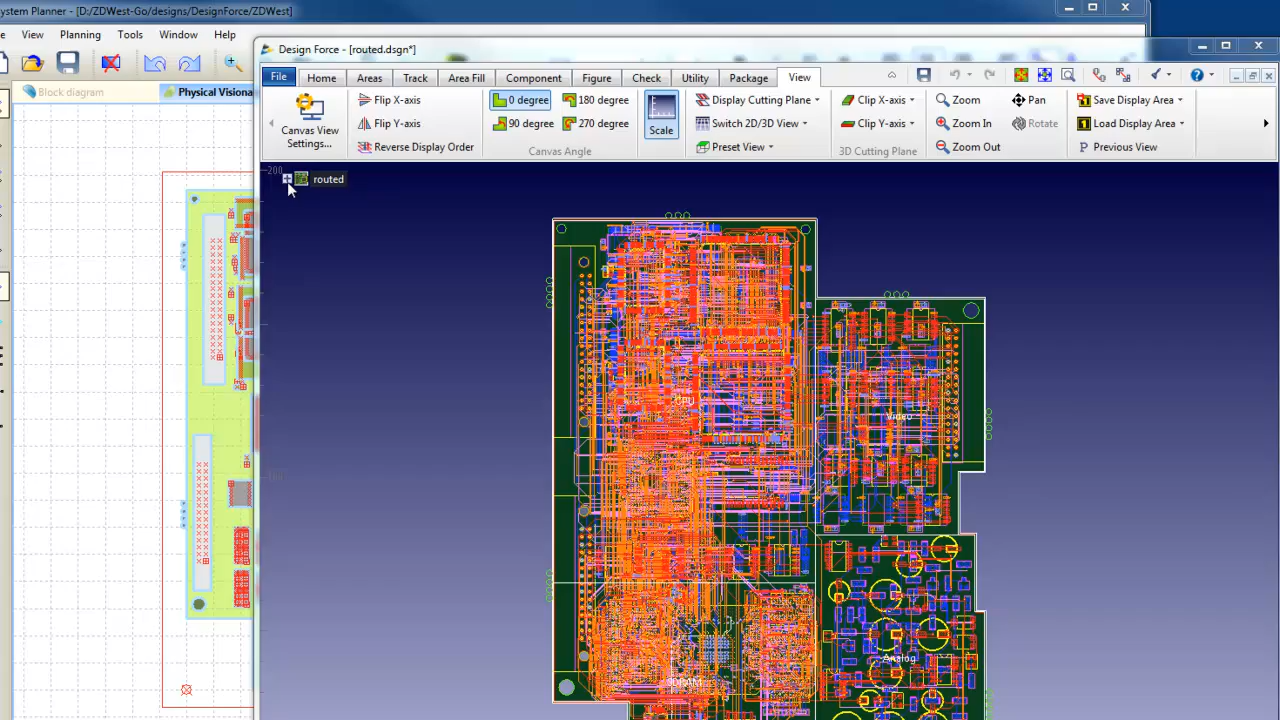 ystem Planner - [D:/ZDWest-Go/designs/DesignForce/ZDWest]
View Planning Tools Window Help
Block diagram
Physical Visiona
Design Force - [routed.dsgn*]
File Home Areas Track Area Fill Component Figure Check Utility Package View
Canvas View Settings...
Flip X-axis
Flip Y-axis
Reverse Display Order
0 degree 180 degree
90 degree 270 degree
Canvas Angle
Scale
Display Cutting Plane
Switch 2D/3D View
Preset View
Clip X-axis
Clip Y-axis
3D Cutting Plane
Zoom Pan
Zoom In Rotate
Zoom Out
Save Display Area
Load Display Area
Previous View
200
routed
CPU
Video
Analog